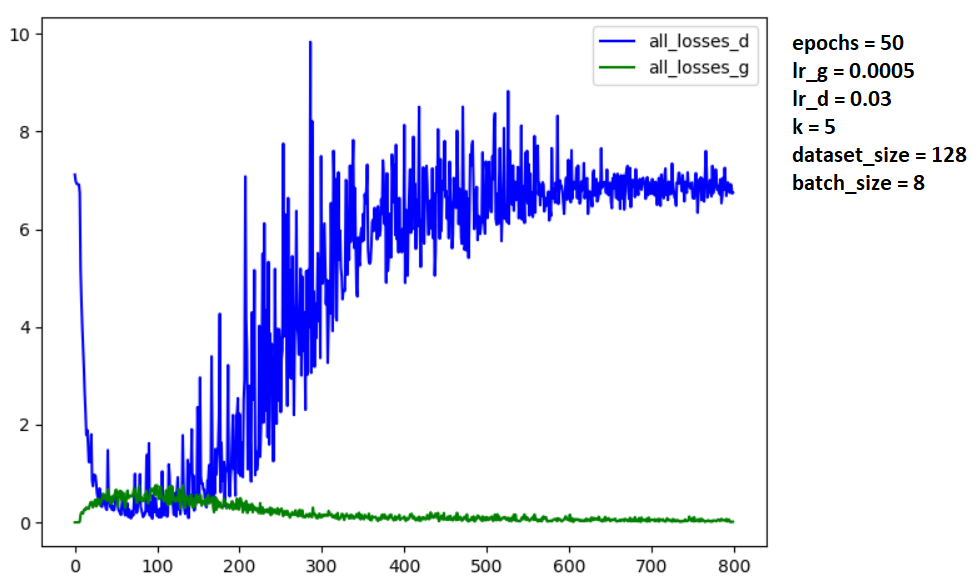 all_losses_d
all_losses_g
10
8
6
4
2
0
0 100 200 300 400 500 600 700 800
epochs = 50
lr_g = 0.0005
lr_d = 0.03
k = 5
dataset_size = 128
batch_size = 8